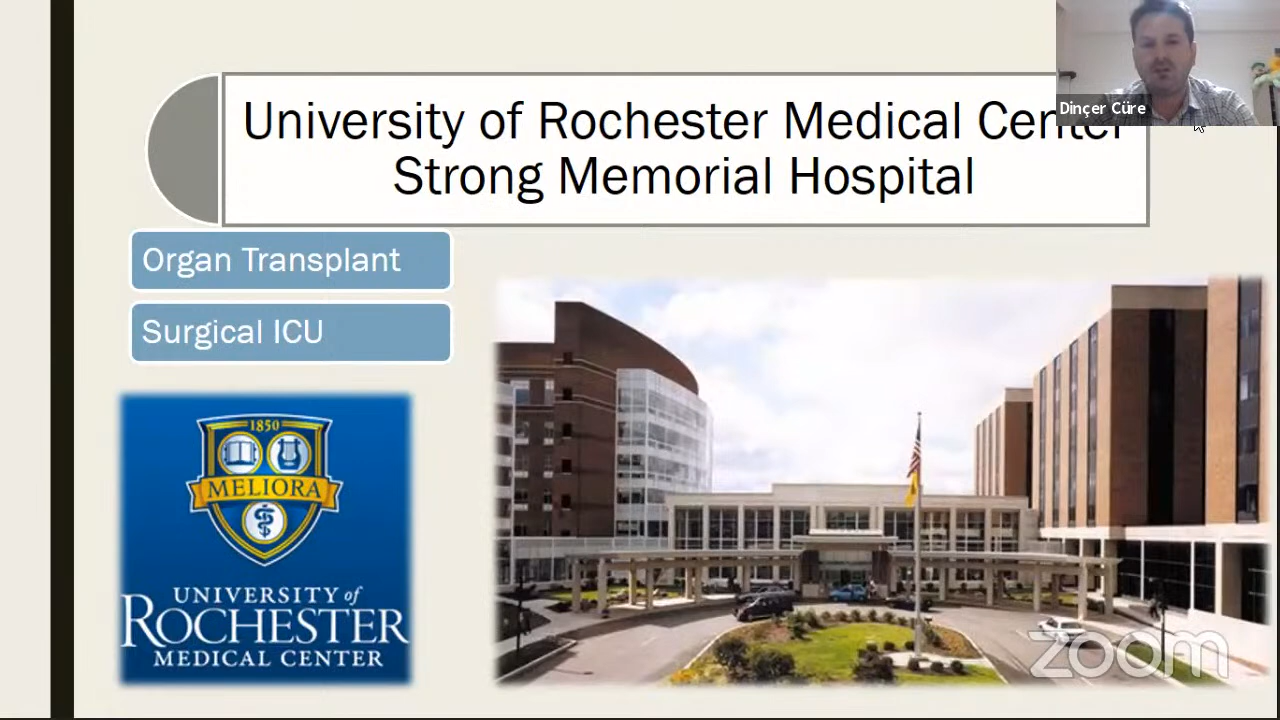 University of Rochester Medical Center
Strong Memorial Hospital
Dinçer Cüre
Organ Transplant
Surgical ICU
1850
MELIORA
UNIVERSITY of
ROCHESTER
MEDICAL CENTER
zoom